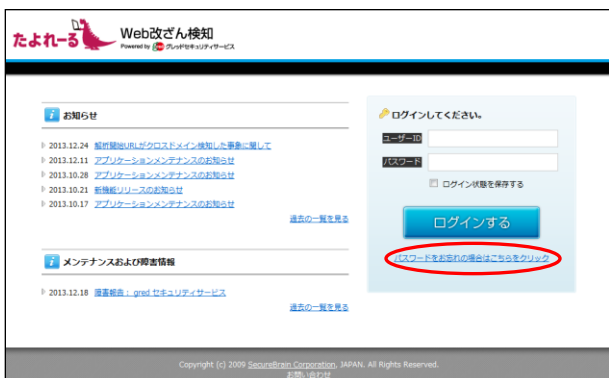 たよれーる
Web改ざん検知
Powered by gred グレッドセキュリティサービス
お知らせ
2013.12.24 解析開始URLがクロスドメイン検知した事象に関して
2013.12.11 アプリケーションメンテナンスのお知らせ
2013.10.28 アプリケーションメンテナンスのお知らせ
2013.10.21 新機能リリースのお知らせ
2013.10.17 アプリケーションメンテナンスのお知らせ
過去の一覧を見る
メンテナンスおよび障害情報
2013.12.18 障害報告： gred セキュリティサービス
過去の一覧を見る
ログインしてください。
ユーザーID
パスワード
ログイン状態を保存する
ログインする
パスワードをお忘れの場合はこちらをクリック
Copyright (c) 2009 SecureBrain Corporation, JAPAN. All Rights Reserved.
お問い合わせ